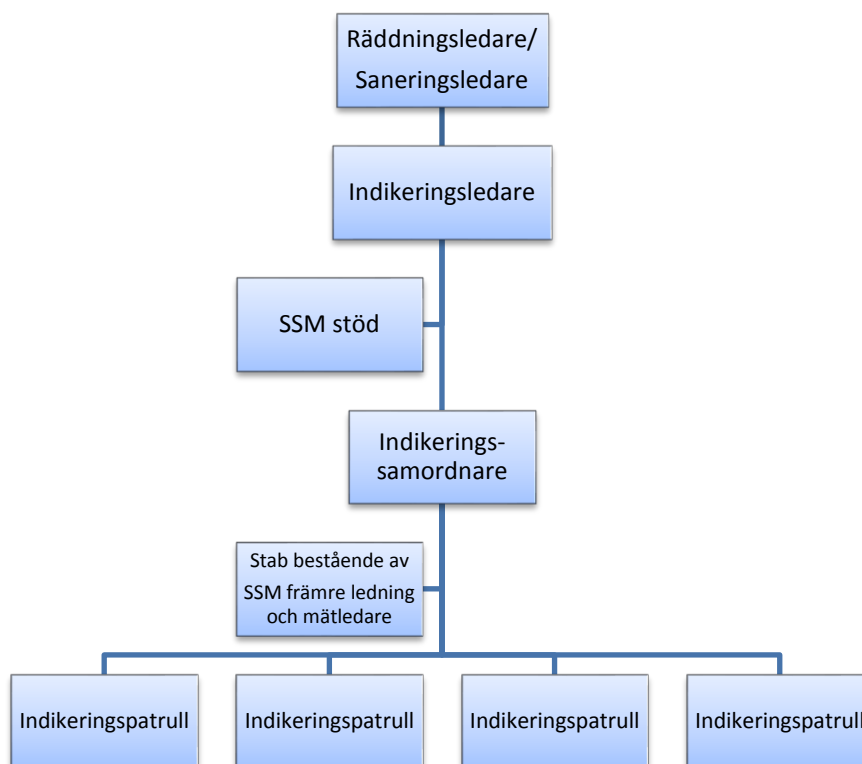 Räddningsledare/
Saneringsledare
Indikeringsledare
SSM stöd
Indikerings-
samordnare
Stab bestående av
SSM främre ledning
och mätledare
Indikeringspatrull
Indikeringspatrull
Indikeringspatrull
Indikeringspatrull